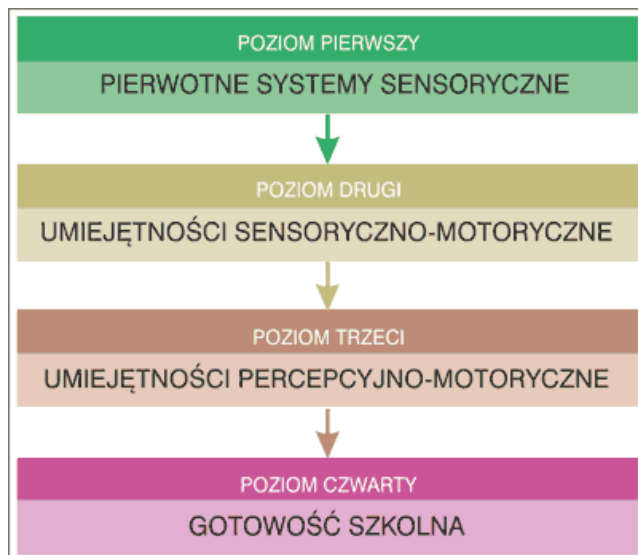 POZIOM PIERWSZY
PIERWOTNE SYSTEMY SENSORYCZNE
POZIOM DRUGI
UMIEJĘTNOŚCI SENSORYCZNO-MOTORYCZNE
POZIOM TRZECI
UMIEJĘTNOŚCI PERCEPCYJNO-MOTORYCZNE
POZIOM CZWARTY
GOTOWOŚĆ SZKOLNA